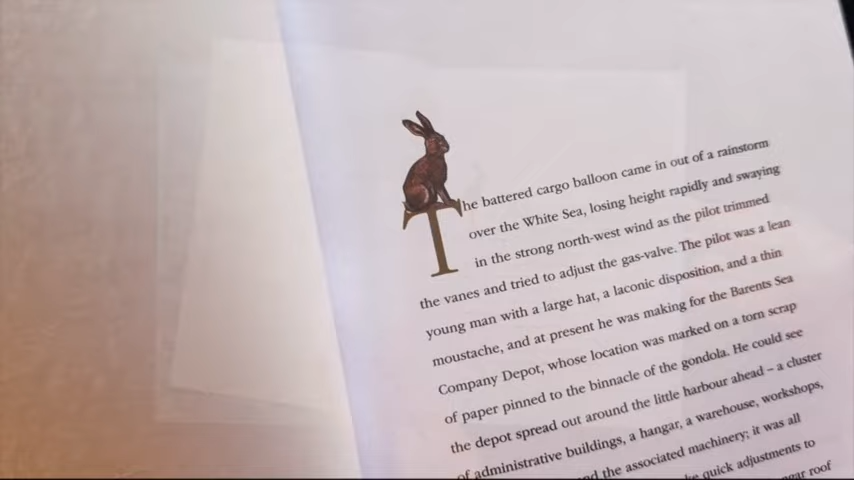 The battered cargo balloon came in out of a rainstorm
over the White Sea, losing height rapidly and swaying
in the strong north-west wind as the pilot trimmed
the vanes and tried to adjust the gas-valve. The pilot was a lean
young man with a large hat, a laconic disposition, and a thin
moustache, and at present he was making for the Barents Sea
Company Depot, whose location was marked on a torn scrap
of paper pinned to the binnacle of the gondola. He could see
the depot spread out around the little harbour ahead – a cluster
of administrative buildings, a hangar, a warehouse, workshops,
the associated machinery; it was all
quick adjustments to
roof